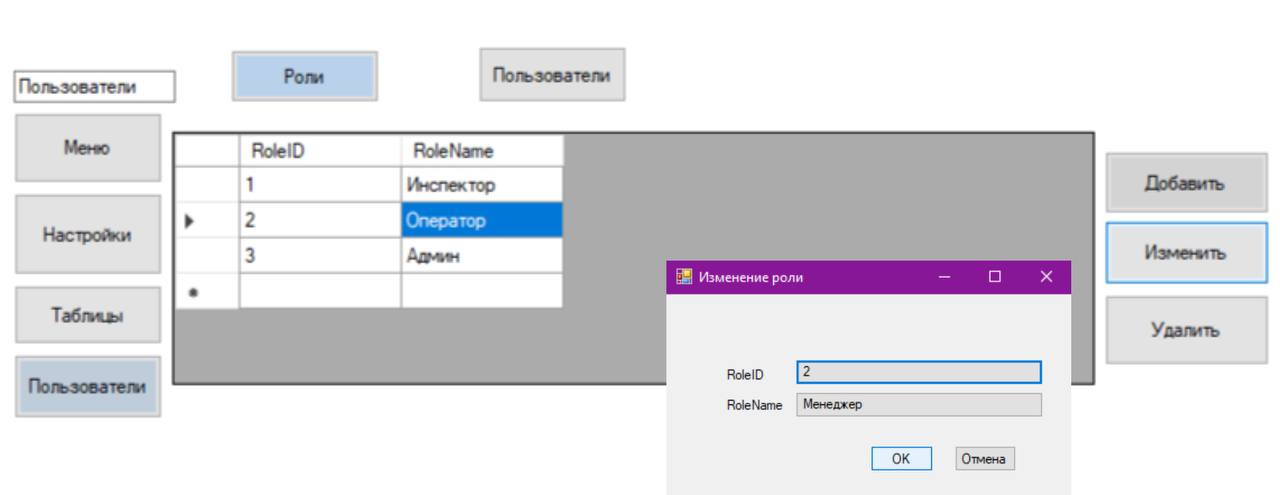 Роли
Пользователи
Пользователи
Меню
Настройки
Таблицы
Пользователи
RoleID RoleName
1 Инспектор
2 Оператор
3 Админ
Добавить
Изменить
Удалить
Изменение роли
RoleID 2
RoleName Менеджер
OK Отмена